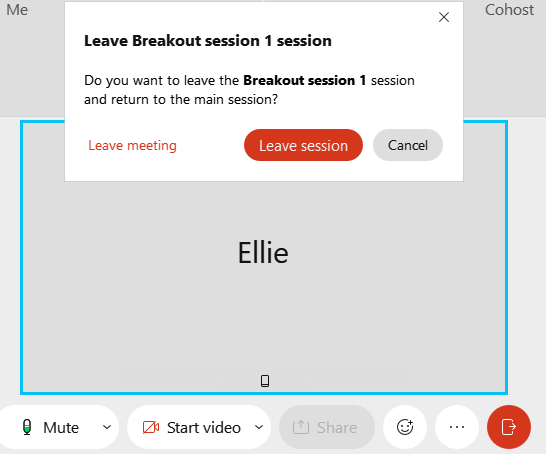 Me
Cohost
Leave Breakout session 1 session
Do you want to leave the Breakout session 1 session
and return to the main session?
Leave meeting
Leave session
Cancel
Ellie
Mute
Start video
Share